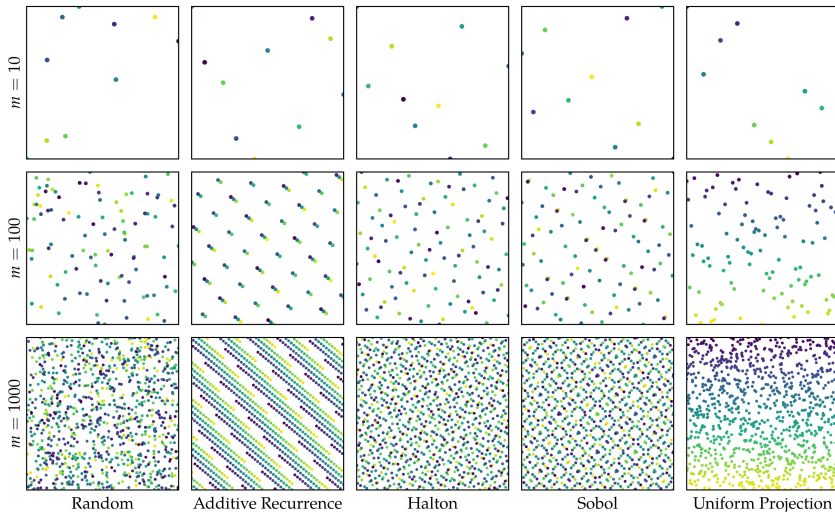 m = 10
m = 100
m = 1000
Random Additive Recurrence Halton Sobol Uniform Projection